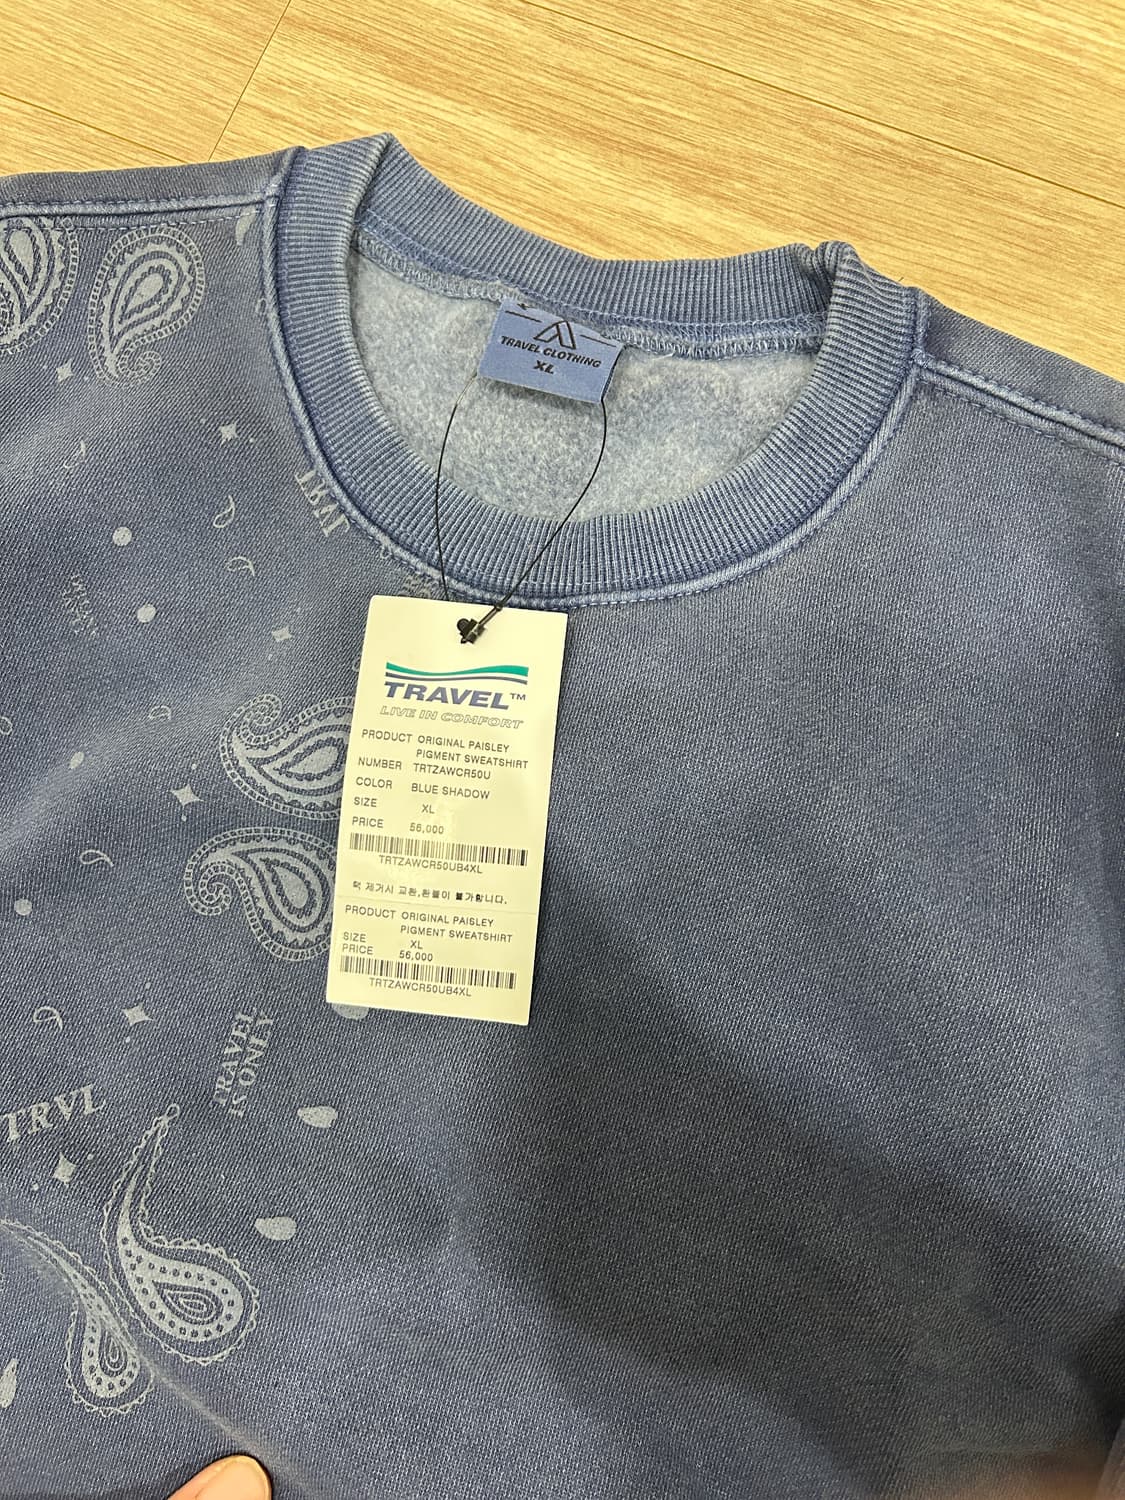 TRAVEL CLOTHING
XL
TRAVEL™
LIVE IN COMFORT
PRODUCT ORIGINAL PAISLEY
PIGMENT SWEATSHIRT
NUMBER TRTZAWCR50U
COLOR BLUE SHADOW
SIZE XL
PRICE 56,000
TRTZAWCR50UB4XL
택 제거시 교환,환불이 불가합니다.
PRODUCT ORIGINAL PAISLEY
PIGMENT SWEATSHIRT
SIZE XL
PRICE 56,000
TRTZAWCR50UB4XL
TRAVEL
IS ONLY
TRVL